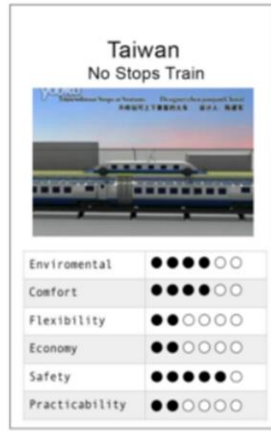 Taiwan
No Stops Train
Enviromental
Comfort
Flexibility
Economy
Safety
Practicability